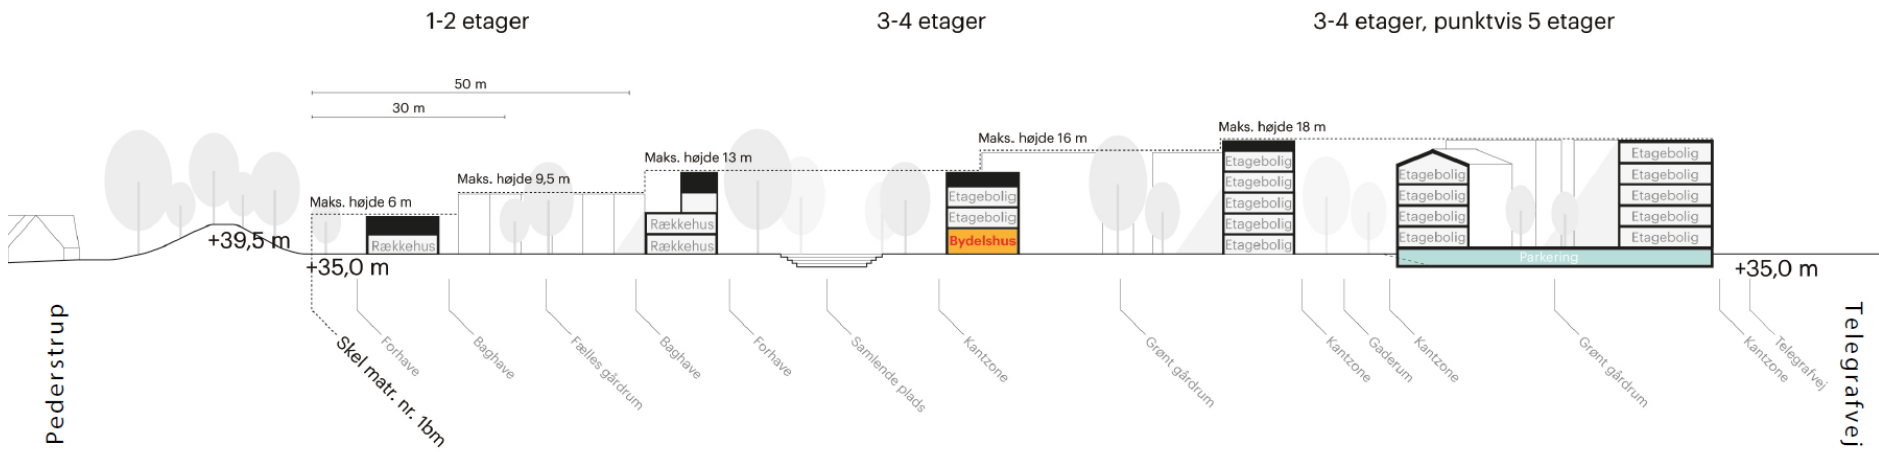 1-2 etager
3-4 etager
3-4 etager, punktvis 5 etager
50 m
30 m
Maks. højde 6 m
Maks. højde 9,5 m
Maks. højde 13 m
Maks. højde 16 m
Maks. højde 18 m
Rækkehus
Rækkehus
Rækkehus
Etagebolig
Etagebolig
Bydelshus
Etagebolig
Etagebolig
Etagebolig
Etagebolig
Etagebolig
Etagebolig
Etagebolig
Etagebolig
Etagebolig
Etagebolig
Etagebolig
Etagebolig
Etagebolig
Etagebolig
Parkering
+39,5 m
+35,0 m
+35,0 m
Pederstrup
Skel matr. nr. 1bm
Forhave
Baghave
Fælles gårdrum
Baghave
Forhave
Samlende plads
Kantzone
Grønt gårdrum
Kantzone
Gaderum
Kantzone
Grønt gårdrum
Kantzone
Telegrafvej
Telegrafvej